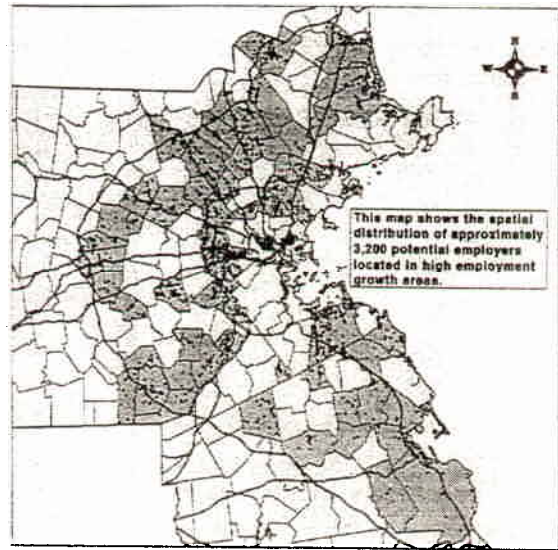 N
W E
S
This map shows the spatial
distribution of approximately
3,200 potential employers
located in high employment
growth areas.